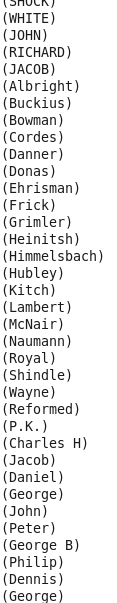 (SHOCK)
(WHITE)
(JOHN)
(RICHARD)
(JACOB)
(Albright)
(Buckius)
(Bowman)
(Cordes)
(Danner)
(Donas)
(Ehrisman)
(Frick)
(Grimler)
(Heinitsh)
(Himmelsbach)
(Hubley)
(Kitch)
(Lambert)
(McNair)
(Naumann)
(Royal)
(Shindle)
(Wayne)
(Reformed)
(P.K.)
(Charles H)
(Jacob)
(Daniel)
(George)
(John)
(Peter)
(George B)
(Philip)
(Dennis)
(George)